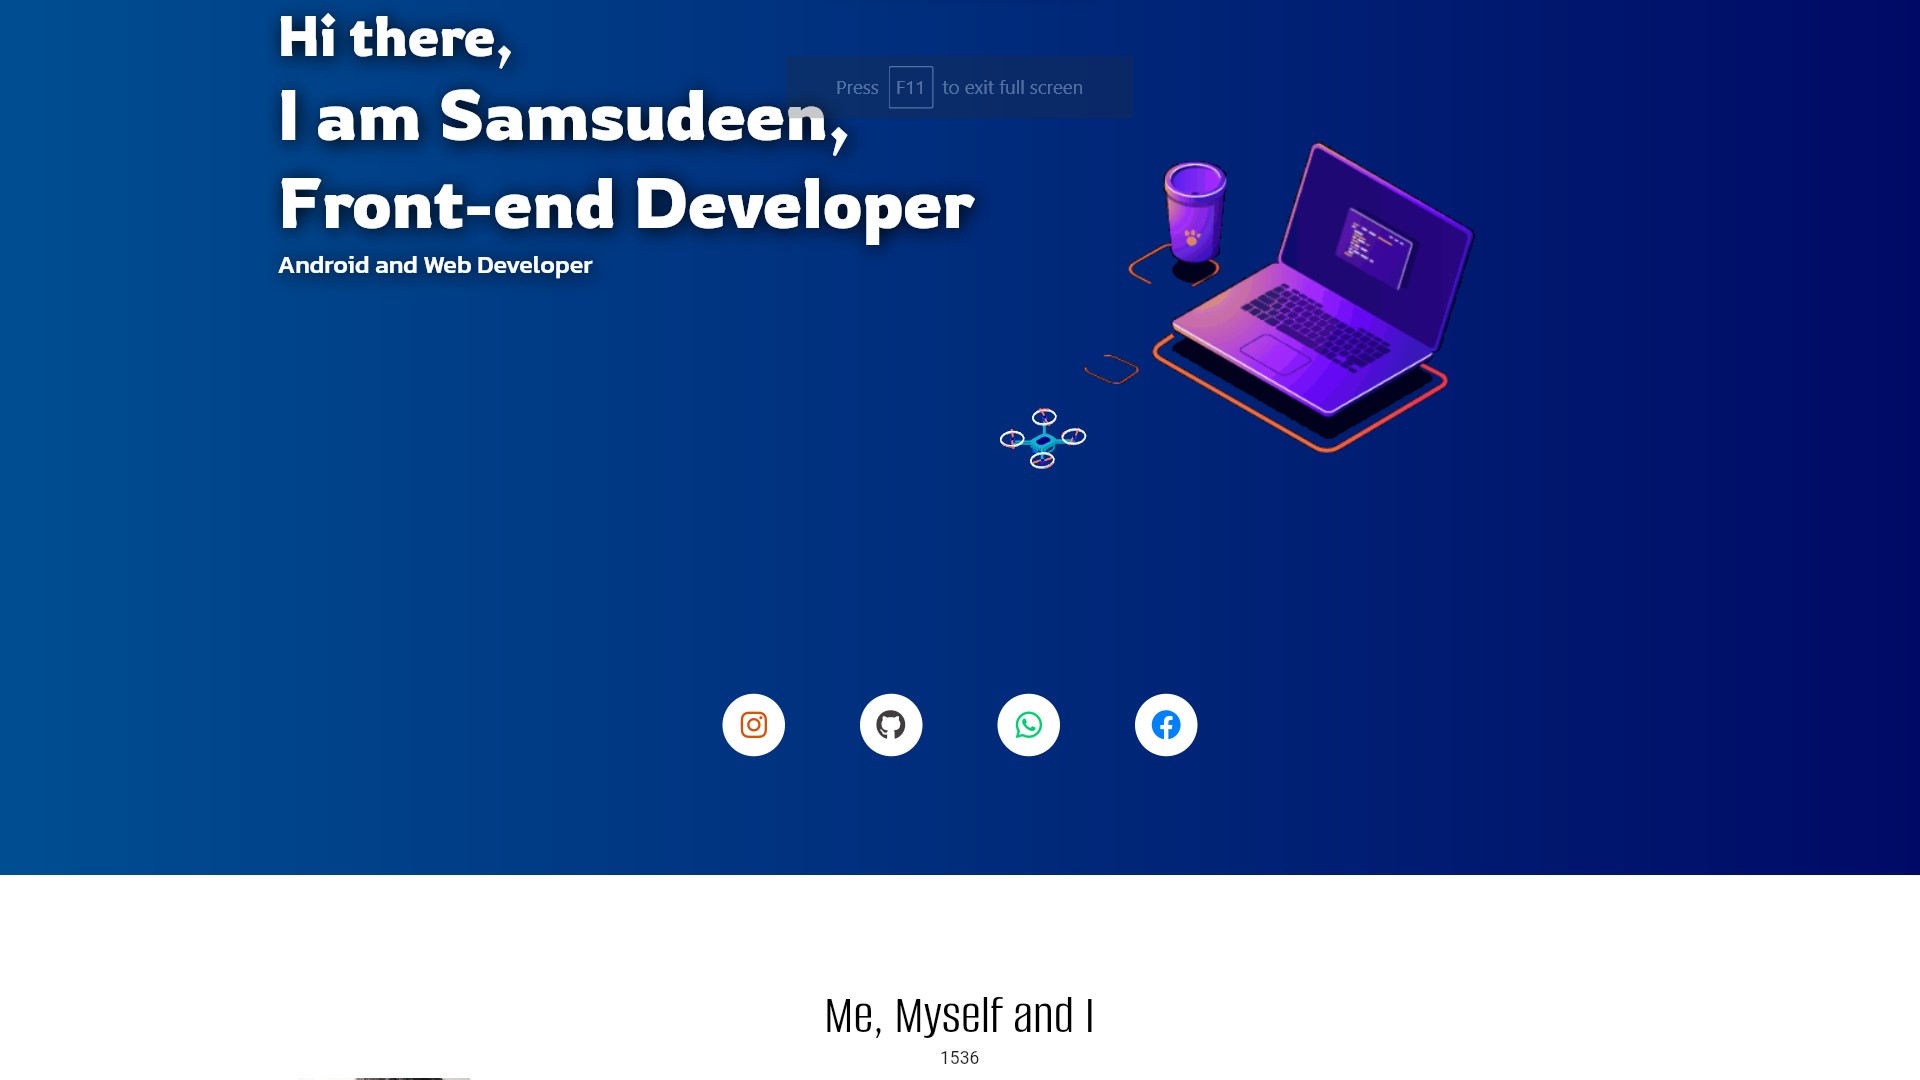 Hi there,
Press F11 to exit full screen
I am Samsudeen,
Front-end Developer
Android and Web Developer
Me, Myself and I
1536